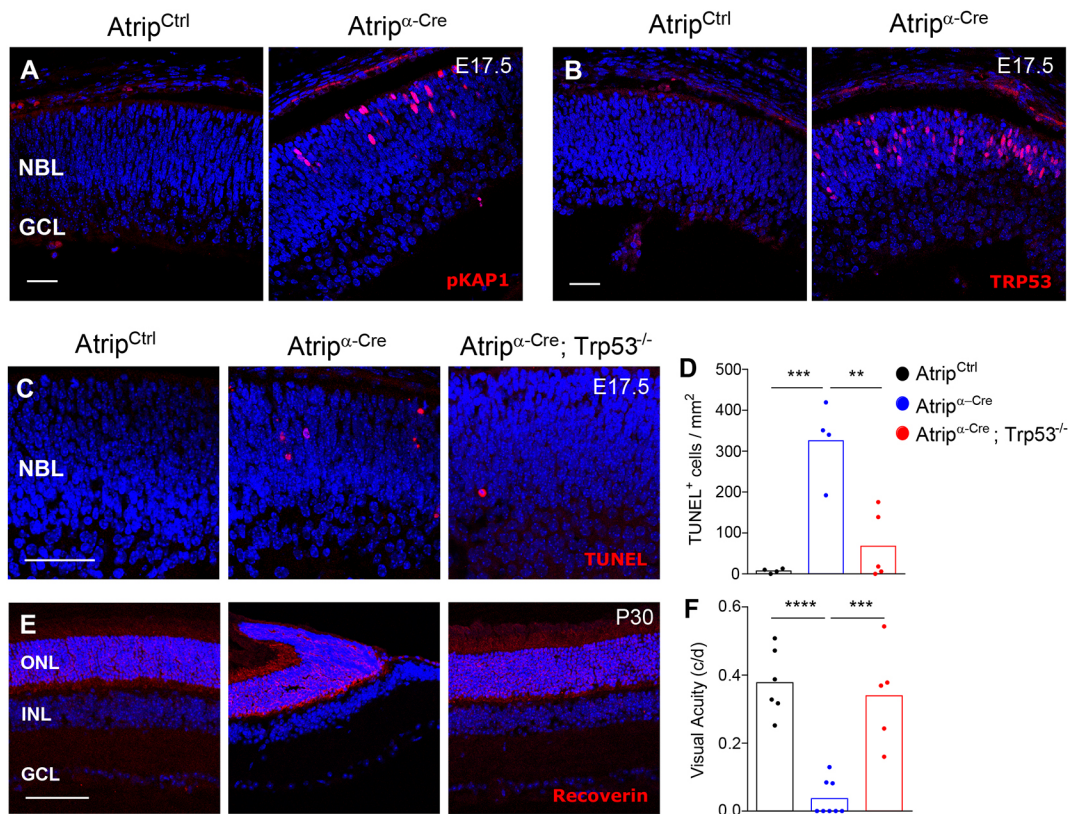 Atrip^Ctrl Atrip^α-Cre Atrip^Ctrl Atrip^α-Cre
A E17.5 B E17.5
NBL
GCL
pKAP1 TRP53
Atrip^Ctrl Atrip^α-Cre Atrip^α-Cre; Trp53^-/-
C E17.5
NBL
TUNEL
D
500
400
300
200
100
0
TUNEL^+ cells / mm^2
*** **
Atrip^Ctrl
Atrip^α–Cre
Atrip^α-Cre; Trp53^-/-
E P30
ONL
INL
GCL
Recoverin
F
0.6
0.4
0.2
0.0
Visual Acuity (c/d)
**** ***